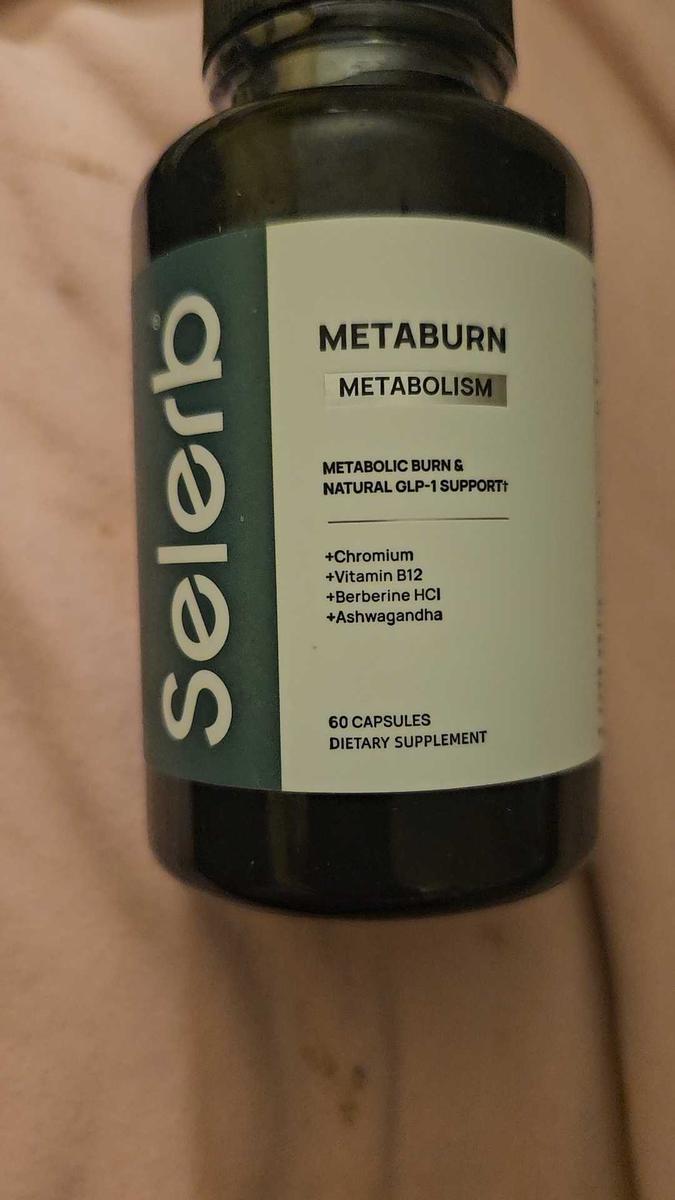 Selerb®
METABURN
METABOLISM
METABOLIC BURN &
NATURAL GLP-1 SUPPORT†
+Chromium
+Vitamin B12
+Berberine HCl
+Ashwagandha
60 CAPSULES
DIETARY SUPPLEMENT